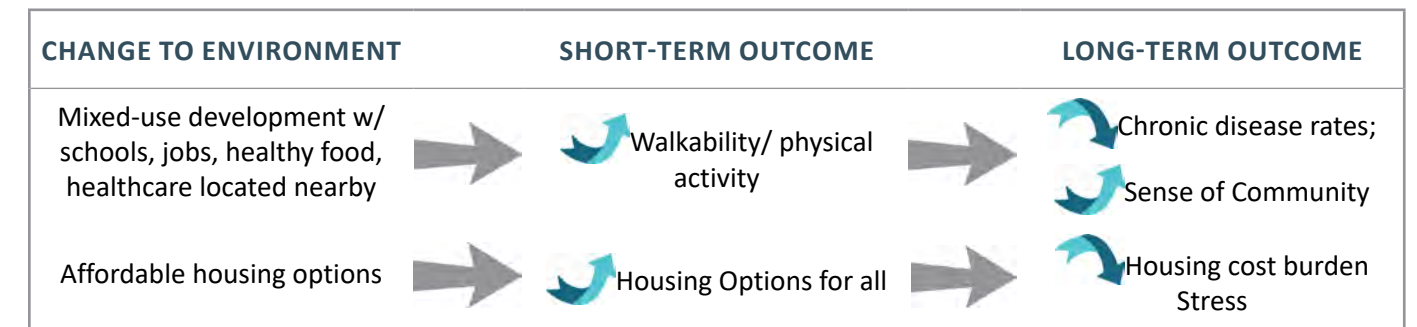 CHANGE TO ENVIRONMENT
SHORT-TERM OUTCOME
LONG-TERM OUTCOME
Mixed-use development w/
schools, jobs, healthy food,
healthcare located nearby
Walkability/ physical
activity
Chronic disease rates;
Sense of Community
Affordable housing options
Housing Options for all
Housing cost burden
Stress